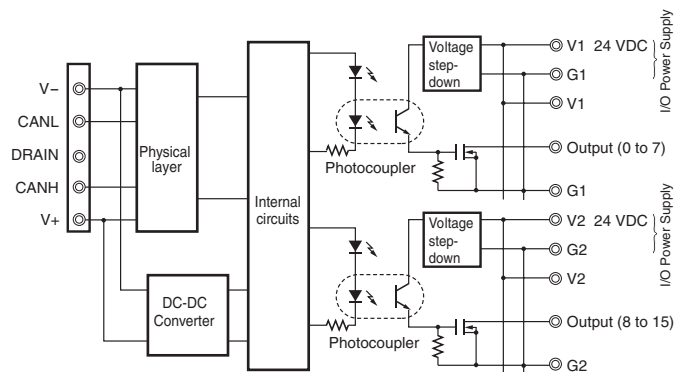 V–
CANL
DRAIN
CANH
V+
Physical
layer
DC-DC
Converter
Internal
circuits
Photocoupler
Voltage
step-
down
V1 24 VDC
G1
V1
Output (0 to 7)
G1
I/O Power Supply
Photocoupler
Voltage
step-
down
V2 24 VDC
G2
V2
Output (8 to 15)
G2
I/O Power Supply